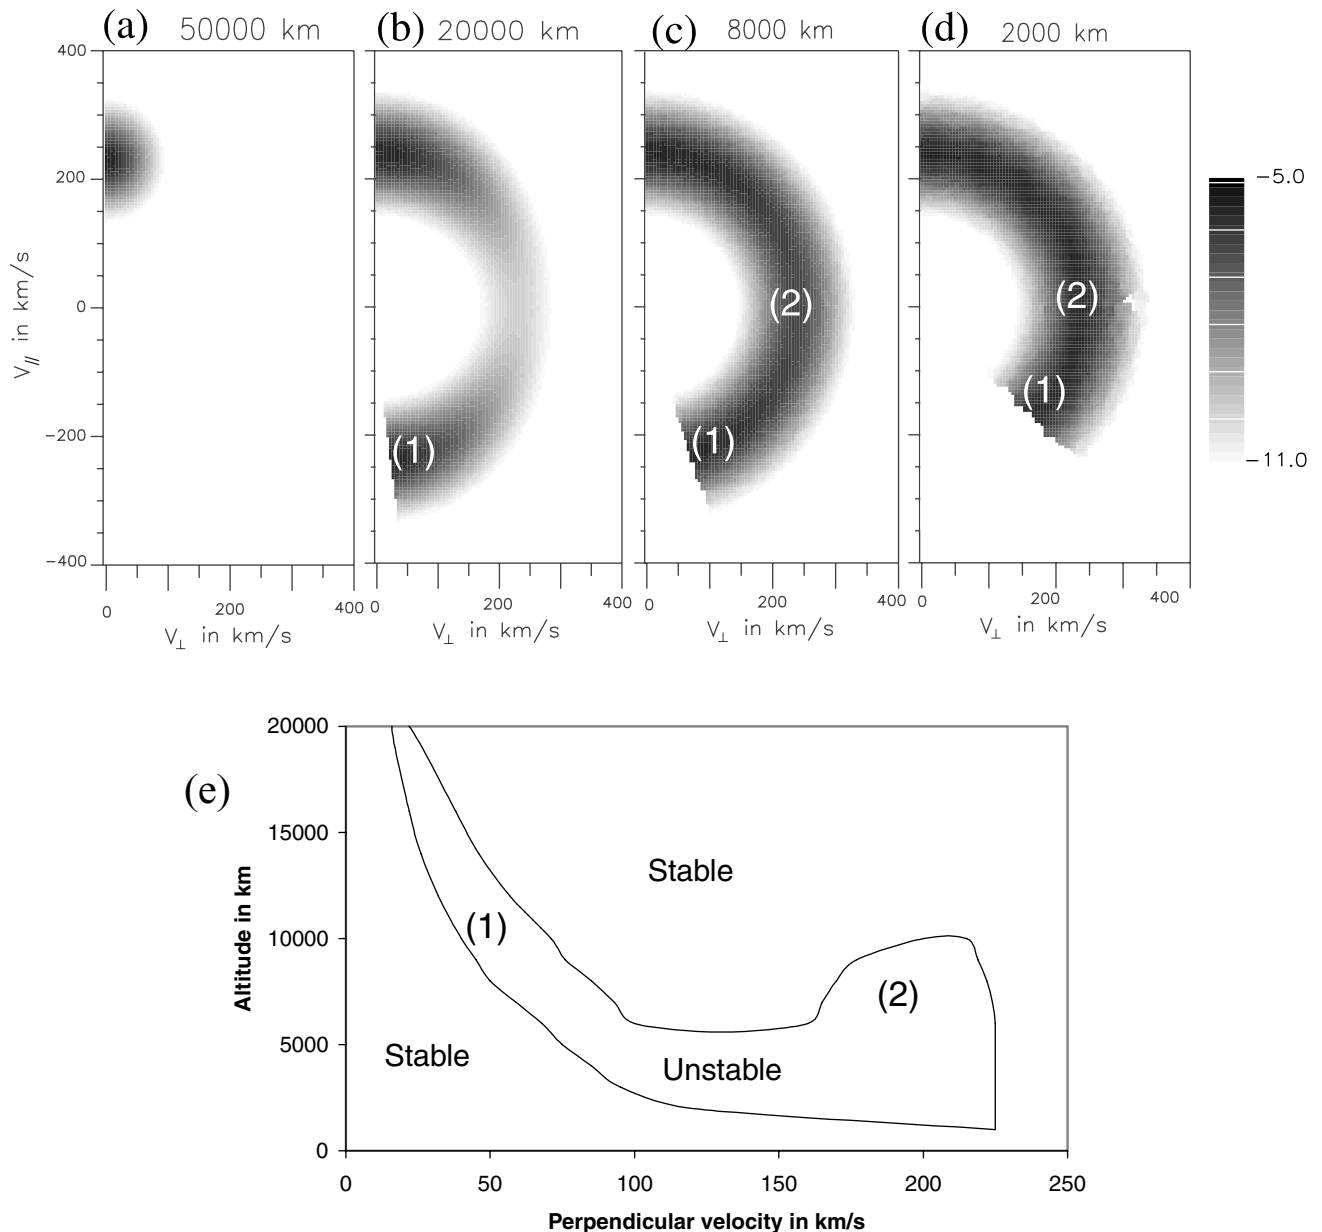 (a) 50000 km (b) 20000 km (c) 8000 km (d) 2000 km
400
200
0
−200
−400
V// in km/s
(1)
(1) (2)
(1) (2)
−5.0
−11.0
0 200 400 0 200 400 0 200 400 0 200 400
V⊥ in km/s V⊥ in km/s V⊥ in km/s V⊥ in km/s
(e)
20000
15000
10000
5000
0
Altitude in km
Stable
(1)
(2)
Stable
Unstable
0 50 100 150 200 250
Perpendicular velocity in km/s